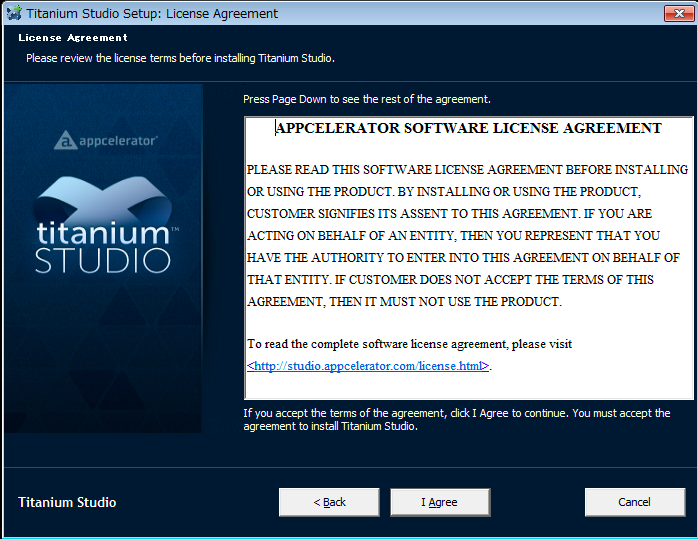 Titanium Studio Setup: License Agreement
License Agreement
Please review the license terms before installing Titanium Studio.
appcelerator®
titanium™
STUDIO
Press Page Down to see the rest of the agreement.
APPCELERATOR SOFTWARE LICENSE AGREEMENT
PLEASE READ THIS SOFTWARE LICENSE AGREEMENT BEFORE INSTALLING
OR USING THE PRODUCT. BY INSTALLING OR USING THE PRODUCT,
CUSTOMER SIGNIFIES ITS ASSENT TO THIS AGREEMENT. IF YOU ARE
ACTING ON BEHALF OF AN ENTITY, THEN YOU REPRESENT THAT YOU
HAVE THE AUTHORITY TO ENTER INTO THIS AGREEMENT ON BEHALF OF
THAT ENTITY. IF CUSTOMER DOES NOT ACCEPT THE TERMS OF THIS
AGREEMENT, THEN IT MUST NOT USE THE PRODUCT.
To read the complete software license agreement, please visit
<http://studio.appcelerator.com/license.html>.
If you accept the terms of the agreement, click I Agree to continue. You must accept the
agreement to install Titanium Studio.
Titanium Studio
< Back
I Agree
Cancel